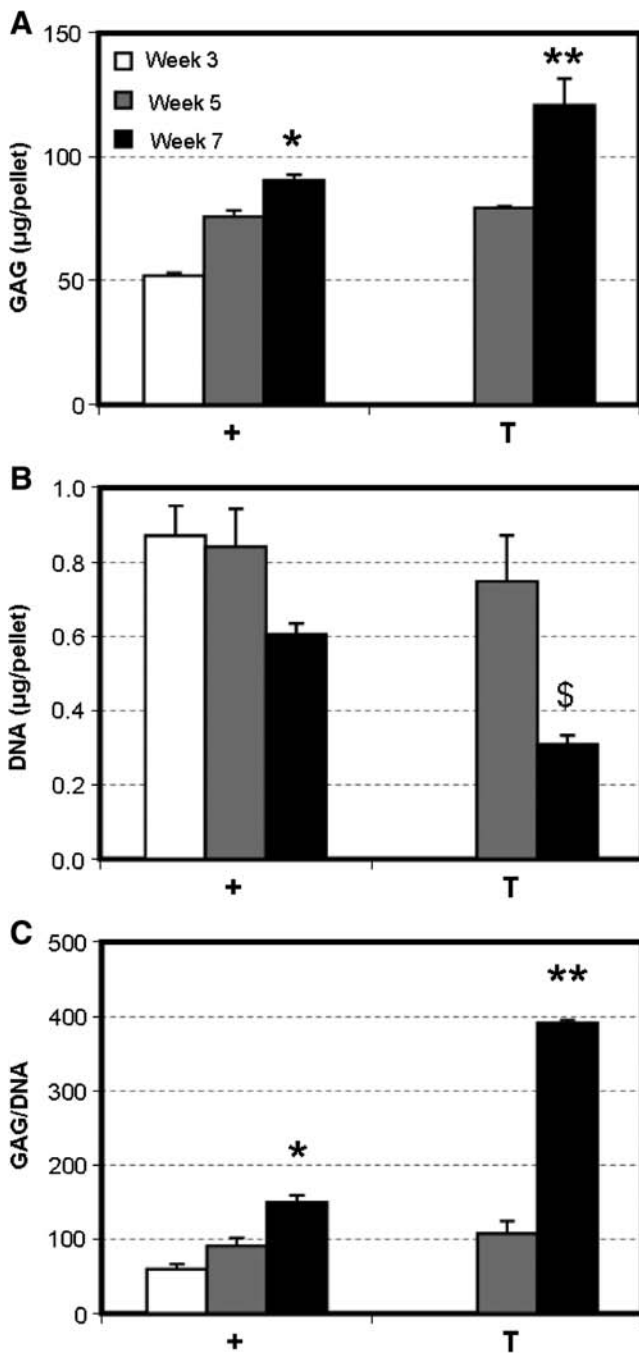 A
150
100
50
0
GAG (µg/pellet)
Week 3
Week 5
Week 7
*
**
+ T
B
1.0
0.8
0.6
0.4
0.2
0.0
DNA (µg/pellet)
$
+ T
C
500
400
300
200
100
0
GAG/DNA
*
**
+ T